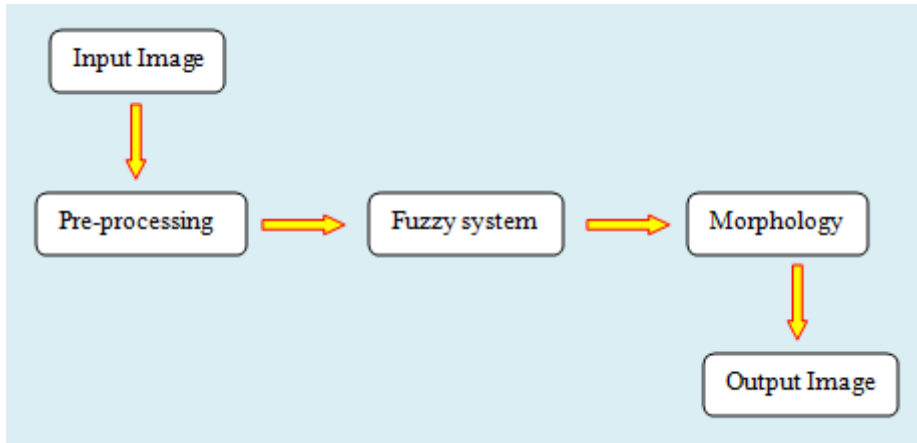 Input Image
Pre-processing
Fuzzy system
Morphology
Output Image